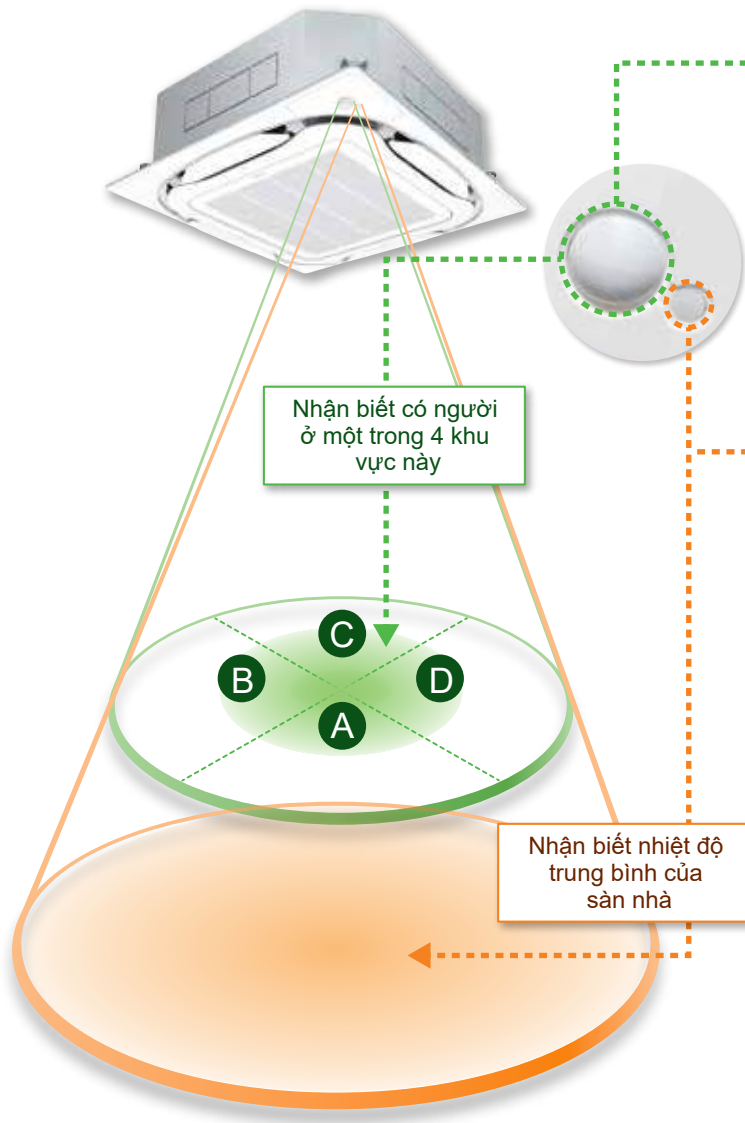 Nhận biết có người
ở một trong 4 khu
vực này
C
B
D
A
Nhận biết nhiệt độ
trung bình của
sàn nhà